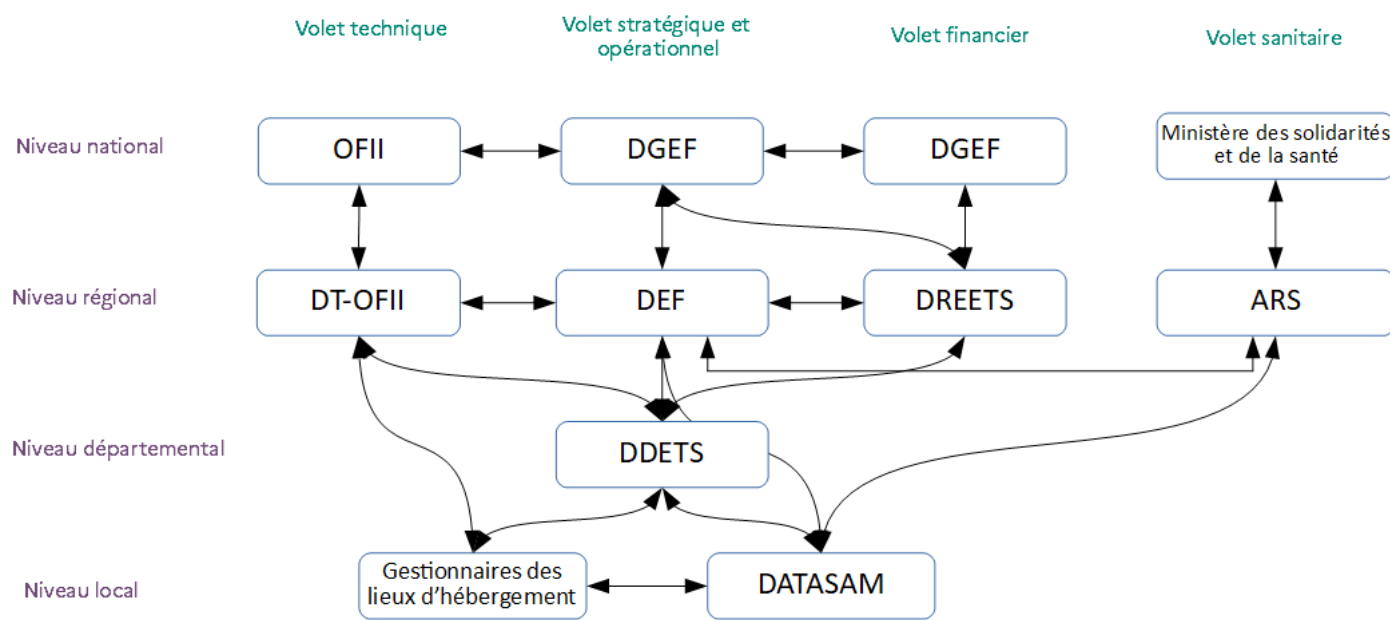 Volet technique
Volet stratégique et
opérationnel
Volet financier
Volet sanitaire
Niveau national
OFII
DGEF
DGEF
Ministère des solidarités
et de la santé
Niveau régional
DT-OFII
DEF
DREETS
ARS
Niveau départemental
DDETS
Niveau local
Gestionnaires des
lieux d’hébergement
DATASAM